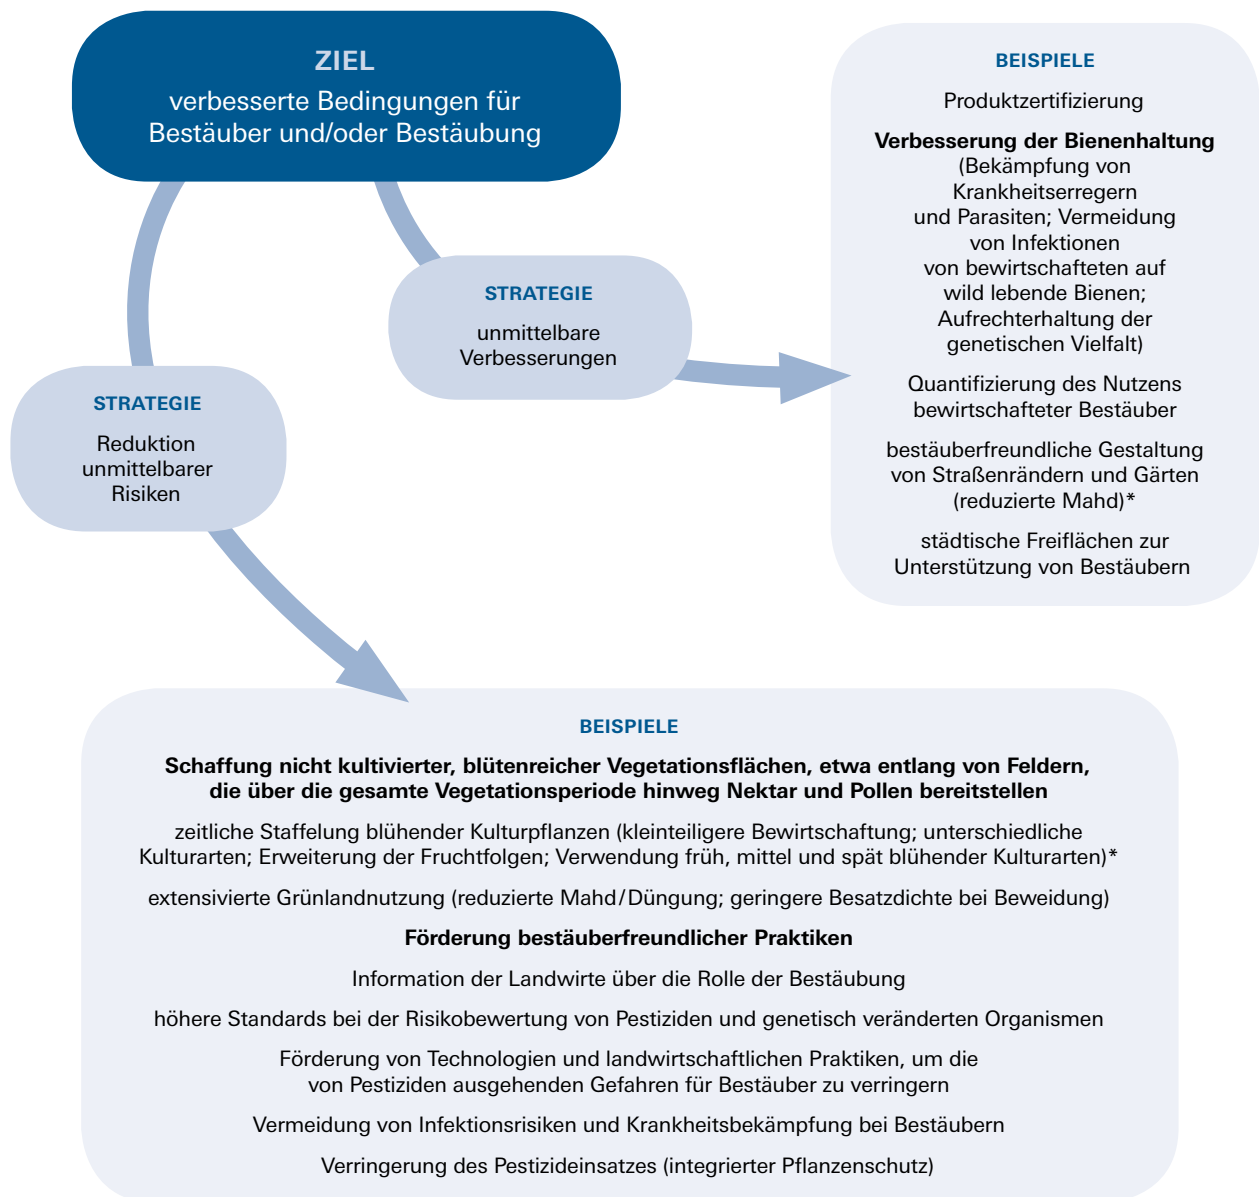 ZIEL
verbesserte Bedingungen für
Bestäuber und/oder Bestäubung
STRATEGIE
unmittelbare
Verbesserungen
BEISPIELE
Produktzertifizierung
Verbesserung der Bienenhaltung
(Bekämpfung von
Krankheitserregern
und Parasiten; Vermeidung
von Infektionen
von bewirtschafteten auf
wild lebende Bienen;
Aufrechterhaltung der
genetischen Vielfalt)
Quantifizierung des Nutzens
bewirtschafteter Bestäuber
bestäuberfreundliche Gestaltung
von Straßenrändern und Gärten
(reduzierte Mahd)*
städtische Freiflächen zur
Unterstützung von Bestäubern
STRATEGIE
Reduktion
unmittelbarer
Risiken
BEISPIELE
Schaffung nicht kultivierter, blütenreicher Vegetationsflächen, etwa entlang von Feldern,
die über die gesamte Vegetationsperiode hinweg Nektar und Pollen bereitstellen
zeitliche Staffelung blühender Kulturpflanzen (kleinteiligere Bewirtschaftung; unterschiedliche
Kulturarten; Erweiterung der Fruchtfolgen; Verwendung früh, mittel und spät blühender Kulturarten)*
extensivierte Grünlandnutzung (reduzierte Mahd/Düngung; geringere Besatzdichte bei Beweidung)
Förderung bestäuberfreundlicher Praktiken
Information der Landwirte über die Rolle der Bestäubung
höhere Standards bei der Risikobewertung von Pestiziden und genetisch veränderten Organismen
Förderung von Technologien und landwirtschaftlichen Praktiken, um die
von Pestiziden ausgehenden Gefahren für Bestäuber zu verringern
Vermeidung von Infektionsrisiken und Krankheitsbekämpfung bei Bestäubern
Verringerung des Pestizideinsatzes (integrierter Pflanzenschutz)